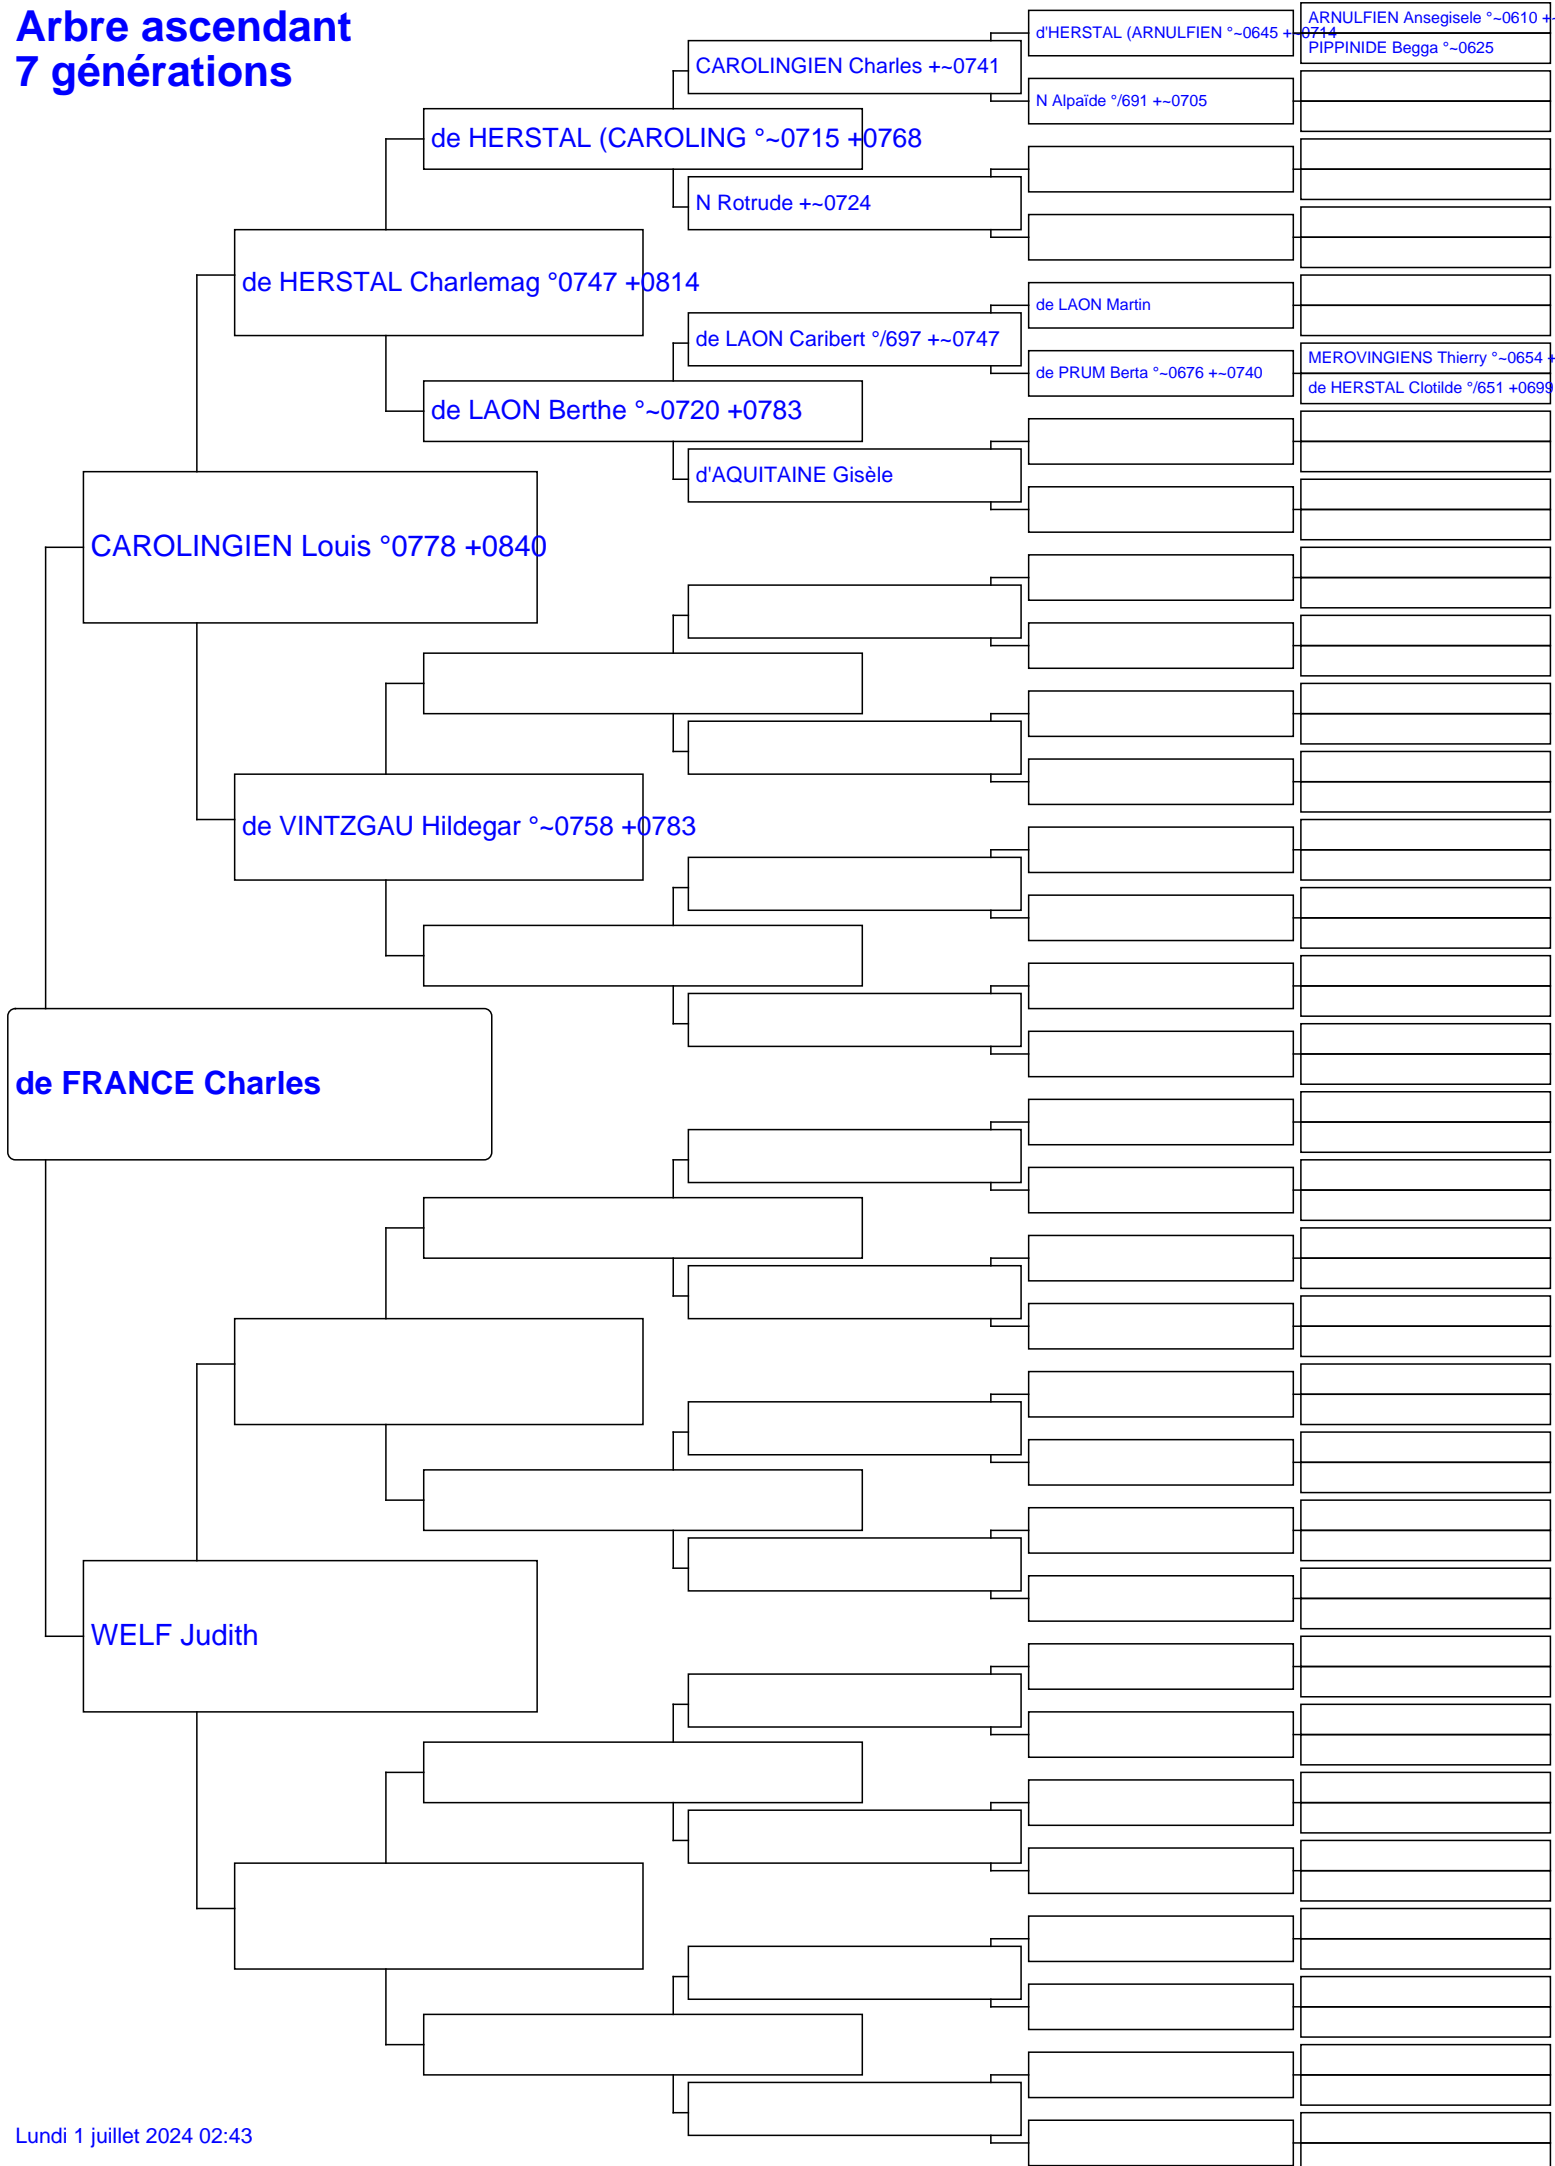 Arbre ascendant
7 générations
d'HERSTAL (ARNULFIEN °~0645 +~0714
ARNULFIEN Ansegisele °~0610 +~
PIPPINIDE Begga °~0625
CAROLINGIEN Charles +~0741
N Alpaïde °/691 +~0705
de HERSTAL (CAROLING °~0715 +0768
N Rotrude +~0724
de HERSTAL Charlemag °0747 +0814
de LAON Martin
de LAON Caribert °/697 +~0747
MEROVINGIENS Thierry °~0654 +
de PRUM Berta °~0676 +~0740
de HERSTAL Clotilde °/651 +0699
de LAON Berthe °~0720 +0783
d'AQUITAINE Gisèle
CAROLINGIEN Louis °0778 +0840
de VINTZGAU Hildegar °~0758 +0783
de FRANCE Charles
WELF Judith
Lundi 1 juillet 2024 02:43